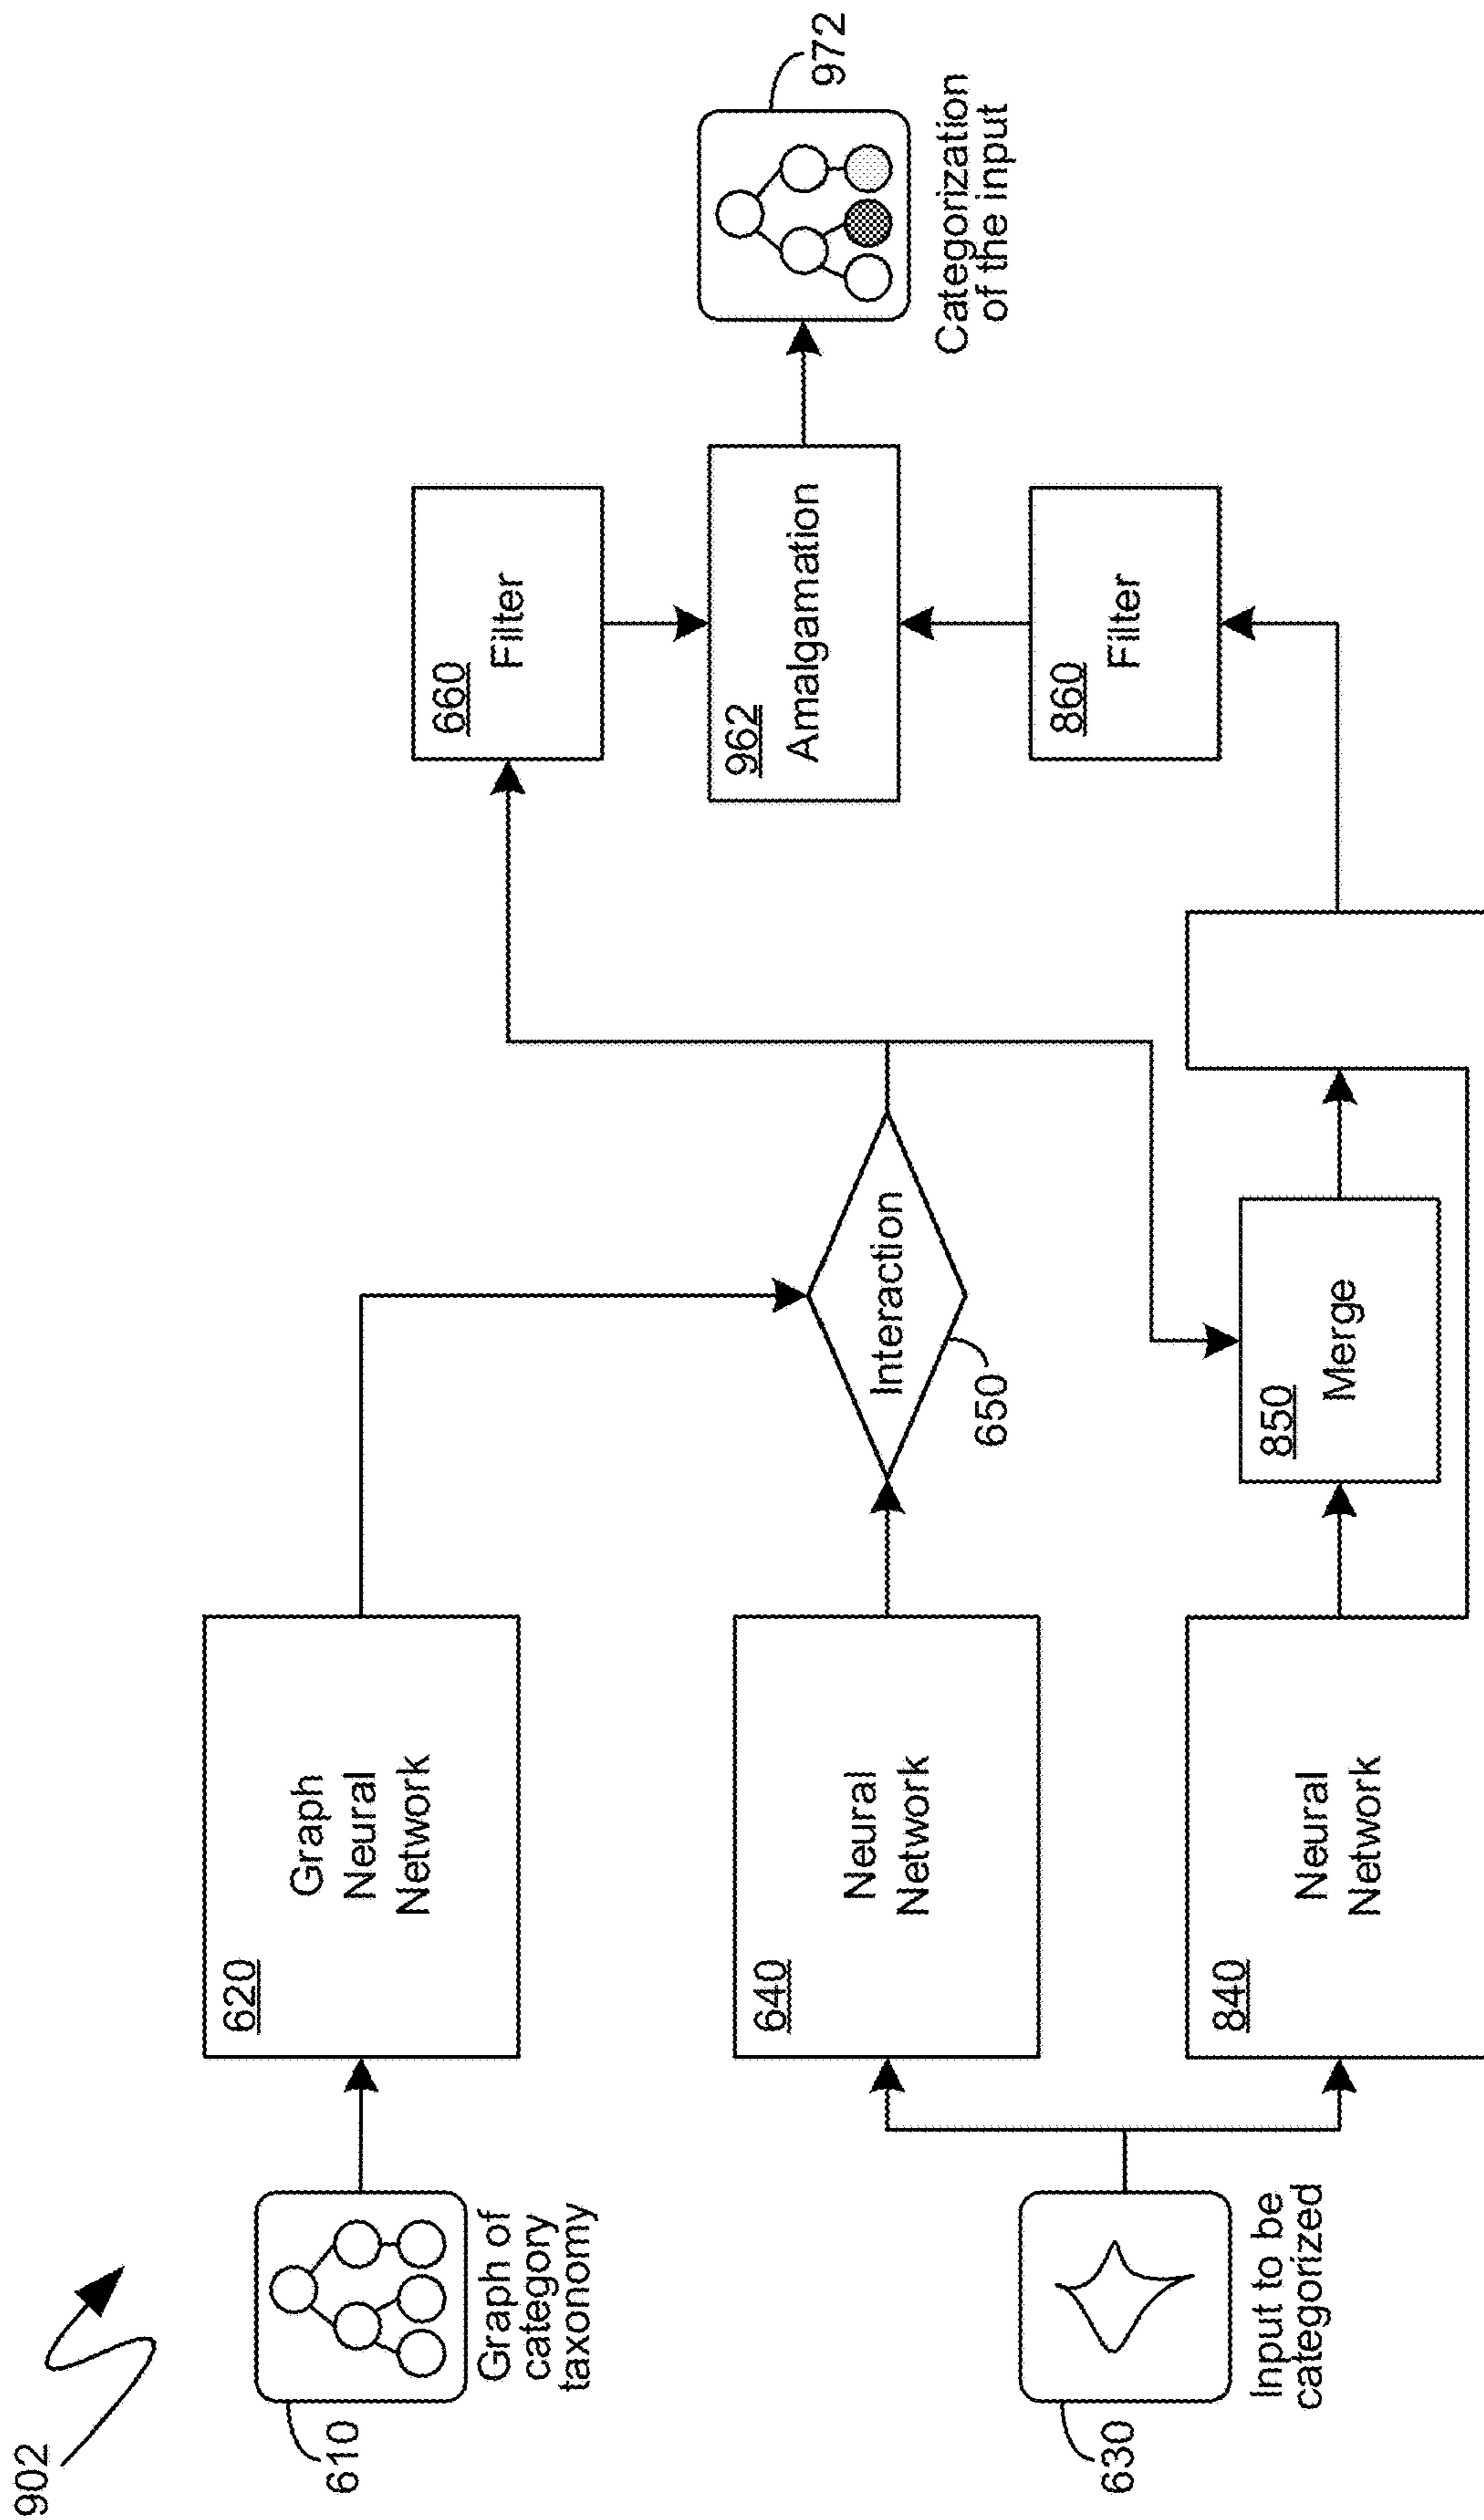 902
610
Graph of
category
taxonomy
620
Graph
Neural
Network
630
Input to be
categorized
640
Neural
Network
840
Neural
Network
Interaction
650
850
Merge
660
Filter
962
Amalgamation
860
Filter
972
Categorization
of the input